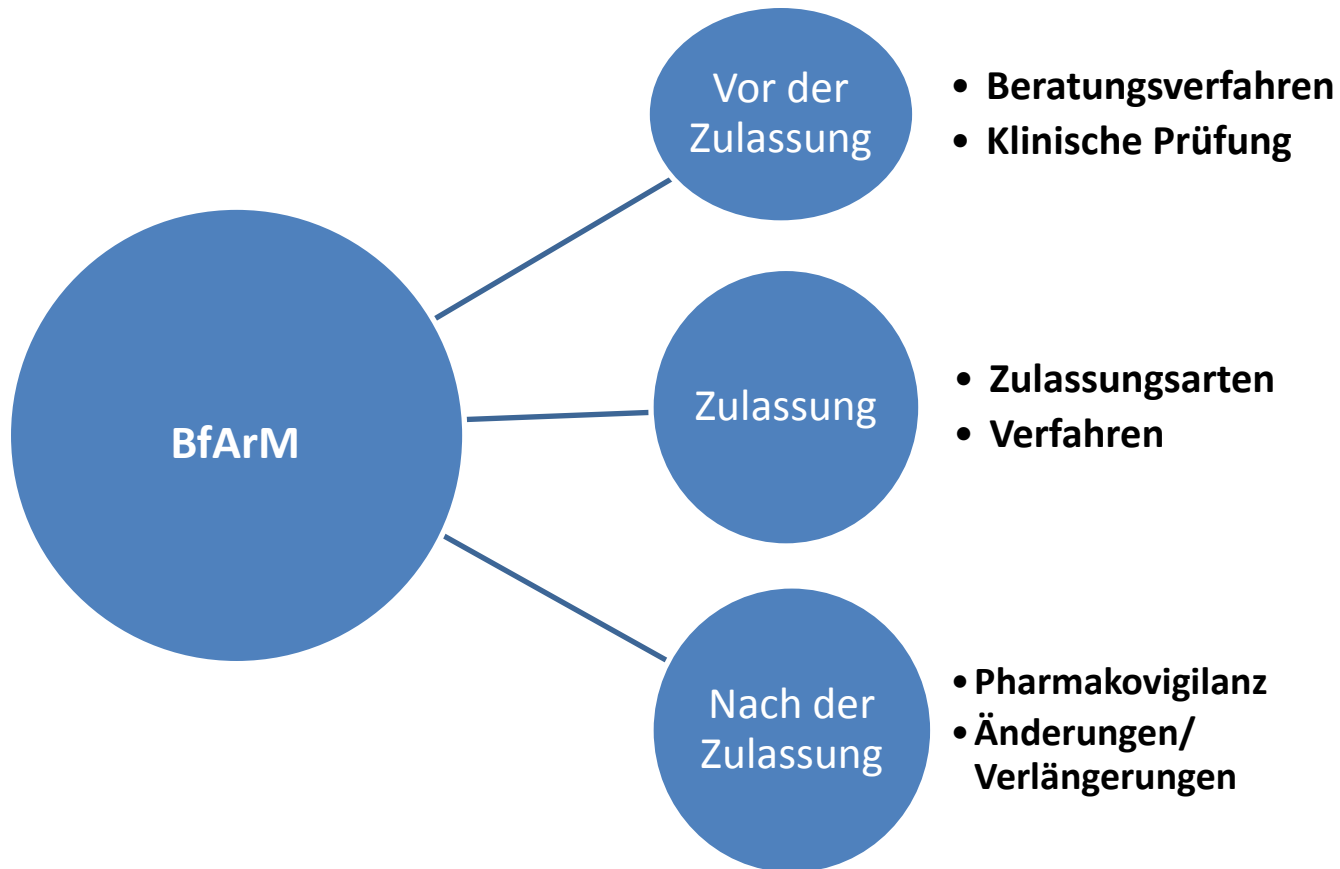 BfArM
Vor der
Zulassung
• Beratungsverfahren
• Klinische Prüfung
Zulassung
• Zulassungsarten
• Verfahren
Nach der
Zulassung
• Pharmakovigilanz
• Änderungen/
Verlängerungen